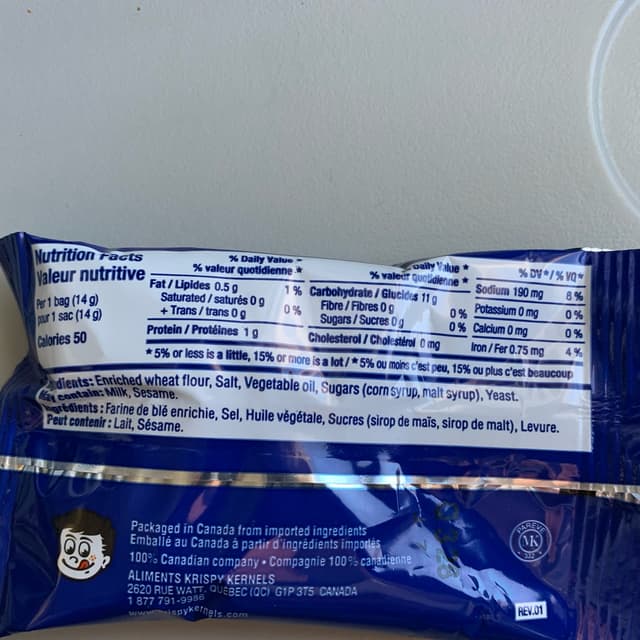 Nutrition Facts
Valeur nutritive
Per 1 bag (14 g)
pour 1 sac (14 g)
Calories 50
% Daily Value *
% valeur quotidienne *
Fat / Lipides 0.5 g 1 %
Saturated / saturés 0 g
+ Trans / trans 0 g 0 %
Protein / Protéines 1 g
% Daily Value *
% valeur quotidienne *
Carbohydrate / Glucides 11 g
Fibre / Fibres 0 g 0 %
Sugars / Sucres 0 g 0 %
Cholesterol / Cholestérol 0 mg
% DV* / % VQ*
Sodium 190 mg 8 %
Potassium 0 mg 0 %
Calcium 0 mg 0 %
Iron / Fer 0.75 mg 4 %
* 5% or less is a little, 15% or more is a lot / * 5% ou moins c'est peu, 15% ou plus c'est beaucoup
dients: Enriched wheat flour, Salt, Vegetable oil, Sugars (corn syrup, malt syrup), Yeast.
contain: Milk, Sesame.
grédients : Farine de blé enrichie, Sel, Huile végétale, Sucres (sirop de maïs, sirop de malt), Levure.
Peut contenir : Lait, Sésame.
Packaged in Canada from imported ingredients
Emballé au Canada à partir d'ingrédients importés
100% Canadian company • Compagnie 100% canadienne
ALIMENTS KRISPY KERNELS
2620 RUE WATT, QUÉBEC (QC) G1P 3T5 CANADA
1 877 791-9986
www.krispykernels.com
PAREVE
MK
REV.01